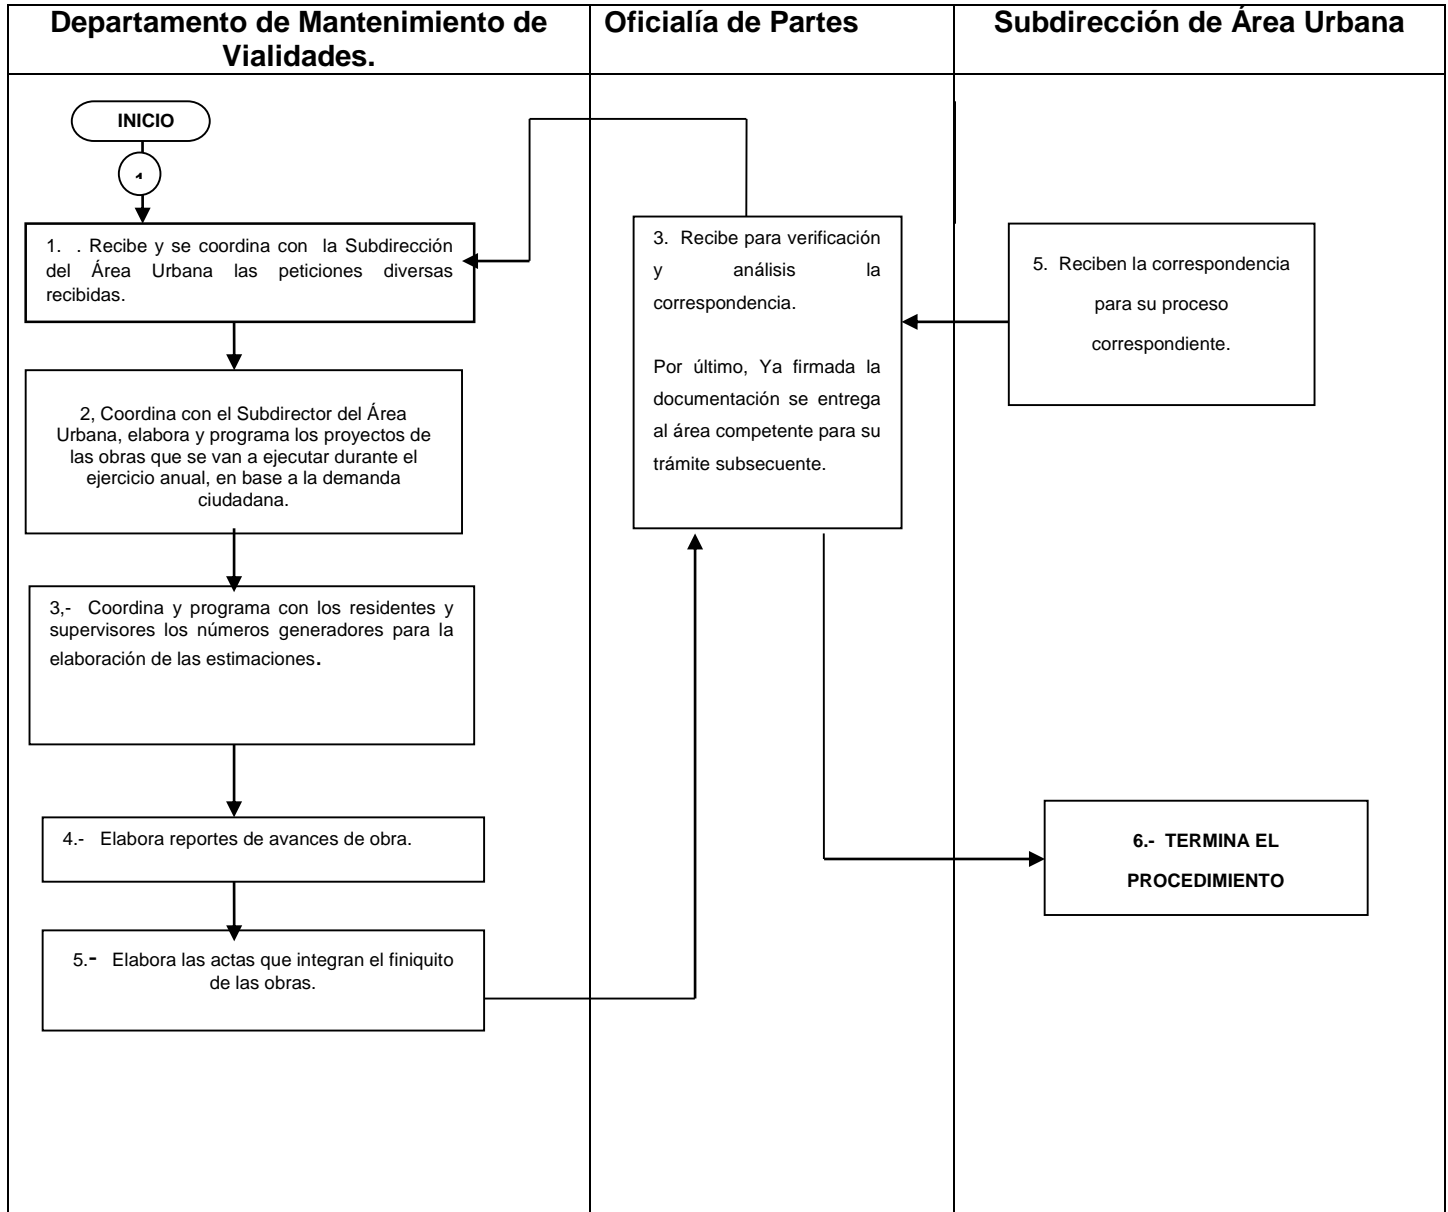 Departamento de Mantenimiento de
Vialidades.
Oficialía de Partes
Subdirección de Área Urbana
INICIO
1. . Recibe y se coordina con la Subdirección
del Área Urbana las peticiones diversas
recibidas.
2, Coordina con el Subdirector del Área
Urbana, elabora y programa los proyectos de
las obras que se van a ejecutar durante el
ejercicio anual, en base a la demanda
ciudadana.
3,- Coordina y programa con los residentes y
supervisores los números generadores para la
elaboración de las estimaciones.
4.- Elabora reportes de avances de obra.
5.- Elabora las actas que integran el finiquito
de las obras.
3. Recibe para verificación
y análisis la
correspondencia.
Por último, Ya firmada la
documentación se entrega
al área competente para su
trámite subsecuente.
5. Reciben la correspondencia
para su proceso
correspondiente.
6.- TERMINA EL
PROCEDIMIENTO